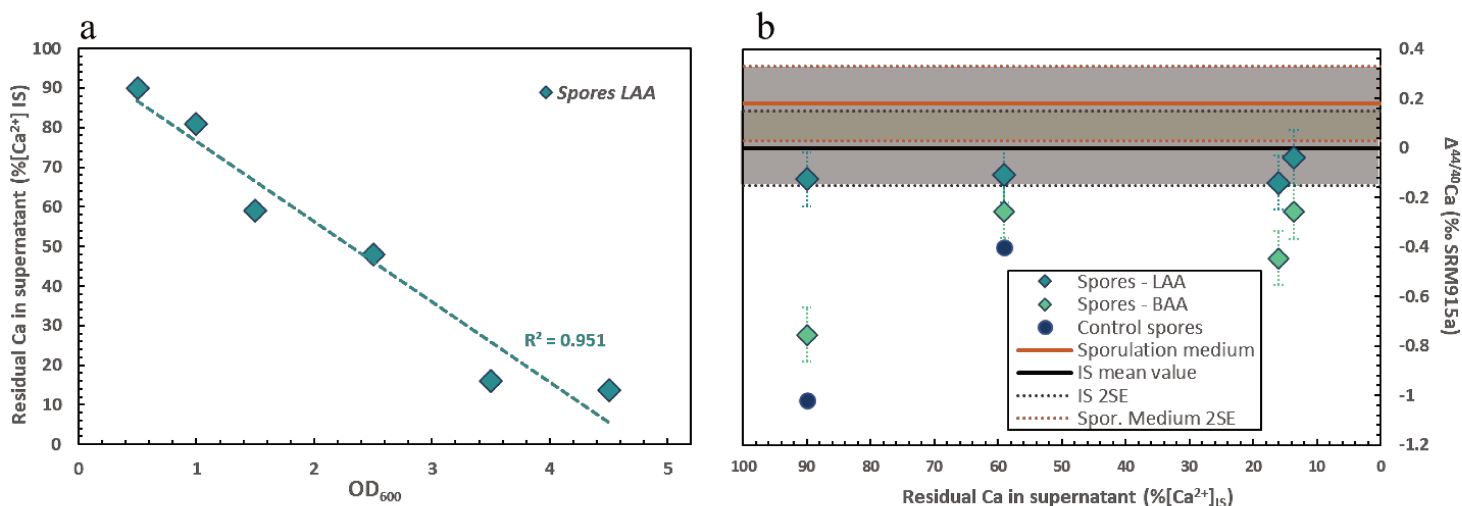 a
100
90
80
70
60
50
40
30
20
10
0
Residual Ca in supernatant (%[Ca²⁺] IS)
Spores LAA
R² = 0.951
0 1 2 3 4 5
OD₆₀₀
b
0.4
0.2
0
-0.2
-0.4
-0.6
-0.8
-1
-1.2
Δ⁴⁴/⁴⁰Ca (‰ SRM915a)
Spores - LAA
Spores - BAA
Control spores
Sporulation medium
IS mean value
IS 2SE
Spor. Medium 2SE
100 90 80 70 60 50 40 30 20 10 0
Residual Ca in supernatant (%[Ca²⁺]IS)